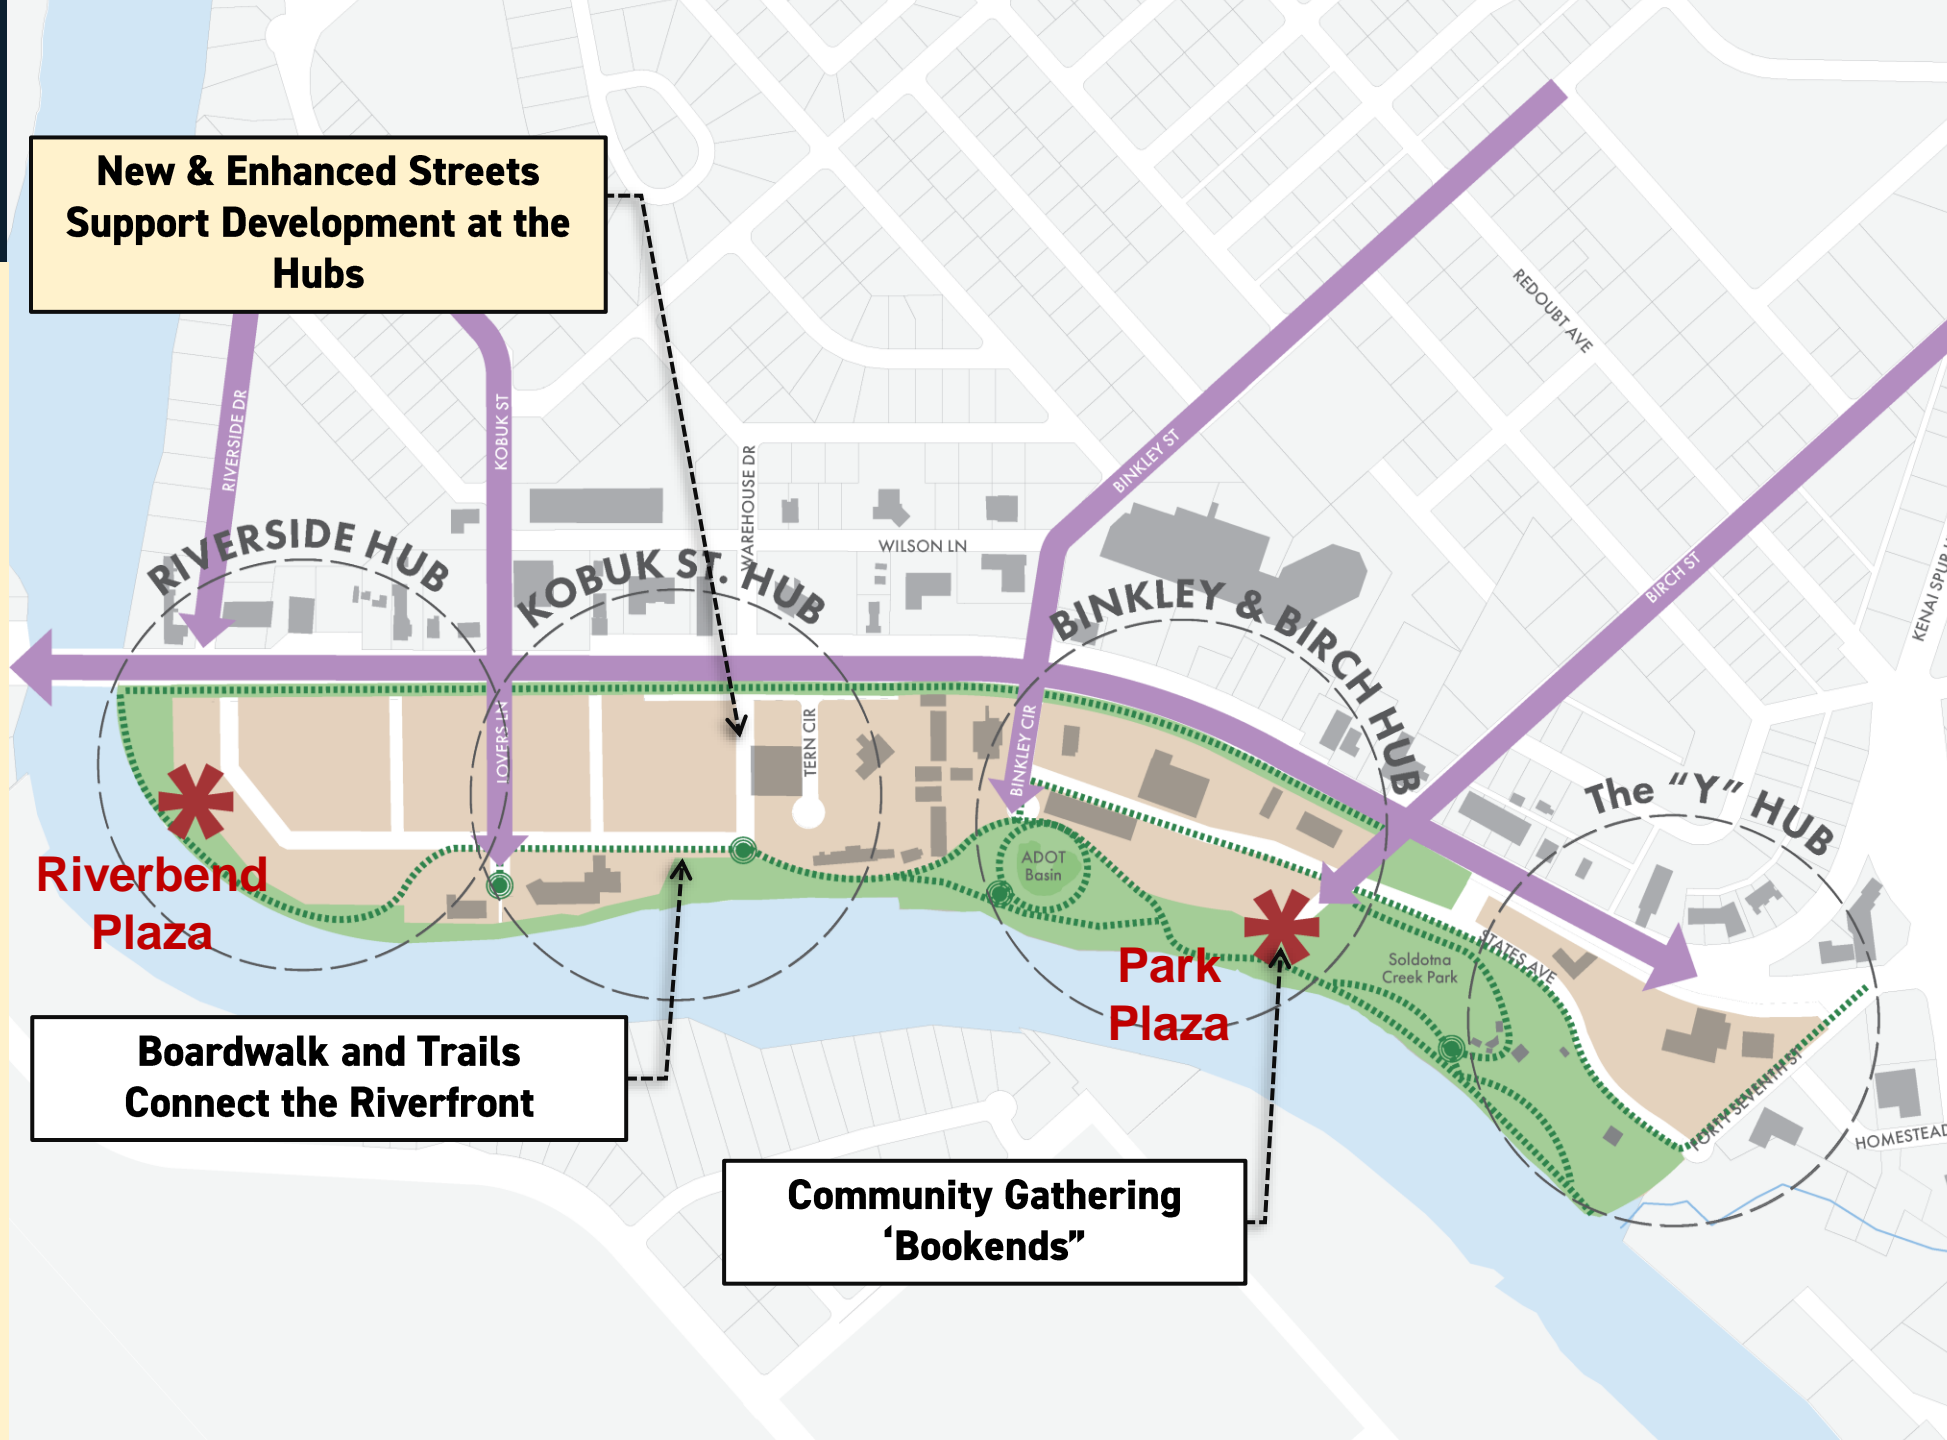 New & Enhanced Streets
Support Development at the
Hubs
REDOUBT AVE
RIVERSIDE DR
KOBUK ST
WAREHOUSE DR
BINKLEY ST
WILSON LN
BIRCH ST
RIVERSIDE HUB
KOBUK ST. HUB
BINKLEY & BIRCH HUB
The “Y” HUB
LOVERS LN
TERN CIR
BINKLEY CIR
ADOT
Basin
Riverbend
Plaza
Park
Plaza
Soldotna
Creek Park
STATES AVE
FORTY SEVENTH ST
HOMESTEAD
KENAI SPUR
Boardwalk and Trails
Connect the Riverfront
Community Gathering
‘Bookends”